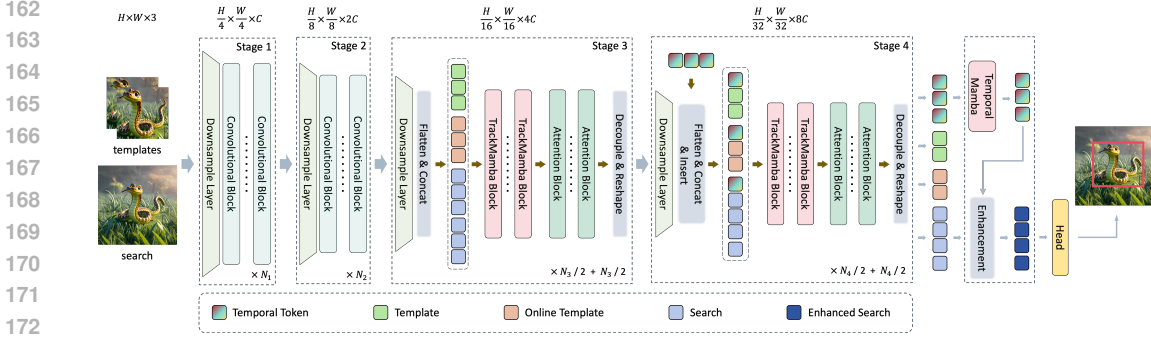 162
163
164
165
166
167
168
169
170
171
172
H×W×3
H/4 × W/4 ×C
H/8 × W/8 ×2C
H/16 × W/16 ×4C
H/32 × W/32 ×8C
templates
search
Stage 1
Downsample Layer
Convolutional Block
Convolutional Block
× N₁
Stage 2
Downsample Layer
Convolutional Block
Convolutional Block
× N₂
Stage 3
Downsample Layer
Flatten & Concat
TrackMamba Block
TrackMamba Block
Attention Block
Attention Block
Decouple & Reshape
× N₃ / 2 + N₃ / 2
Stage 4
Downsample Layer
Flatten & Concat
& Insert
TrackMamba Block
TrackMamba Block
Attention Block
Attention Block
Decouple & Reshape
× N₄ / 2 + N₄ / 2
Temporal
Mamba
Enhancement
Head
Temporal Token
Template
Online Template
Search
Enhanced Search